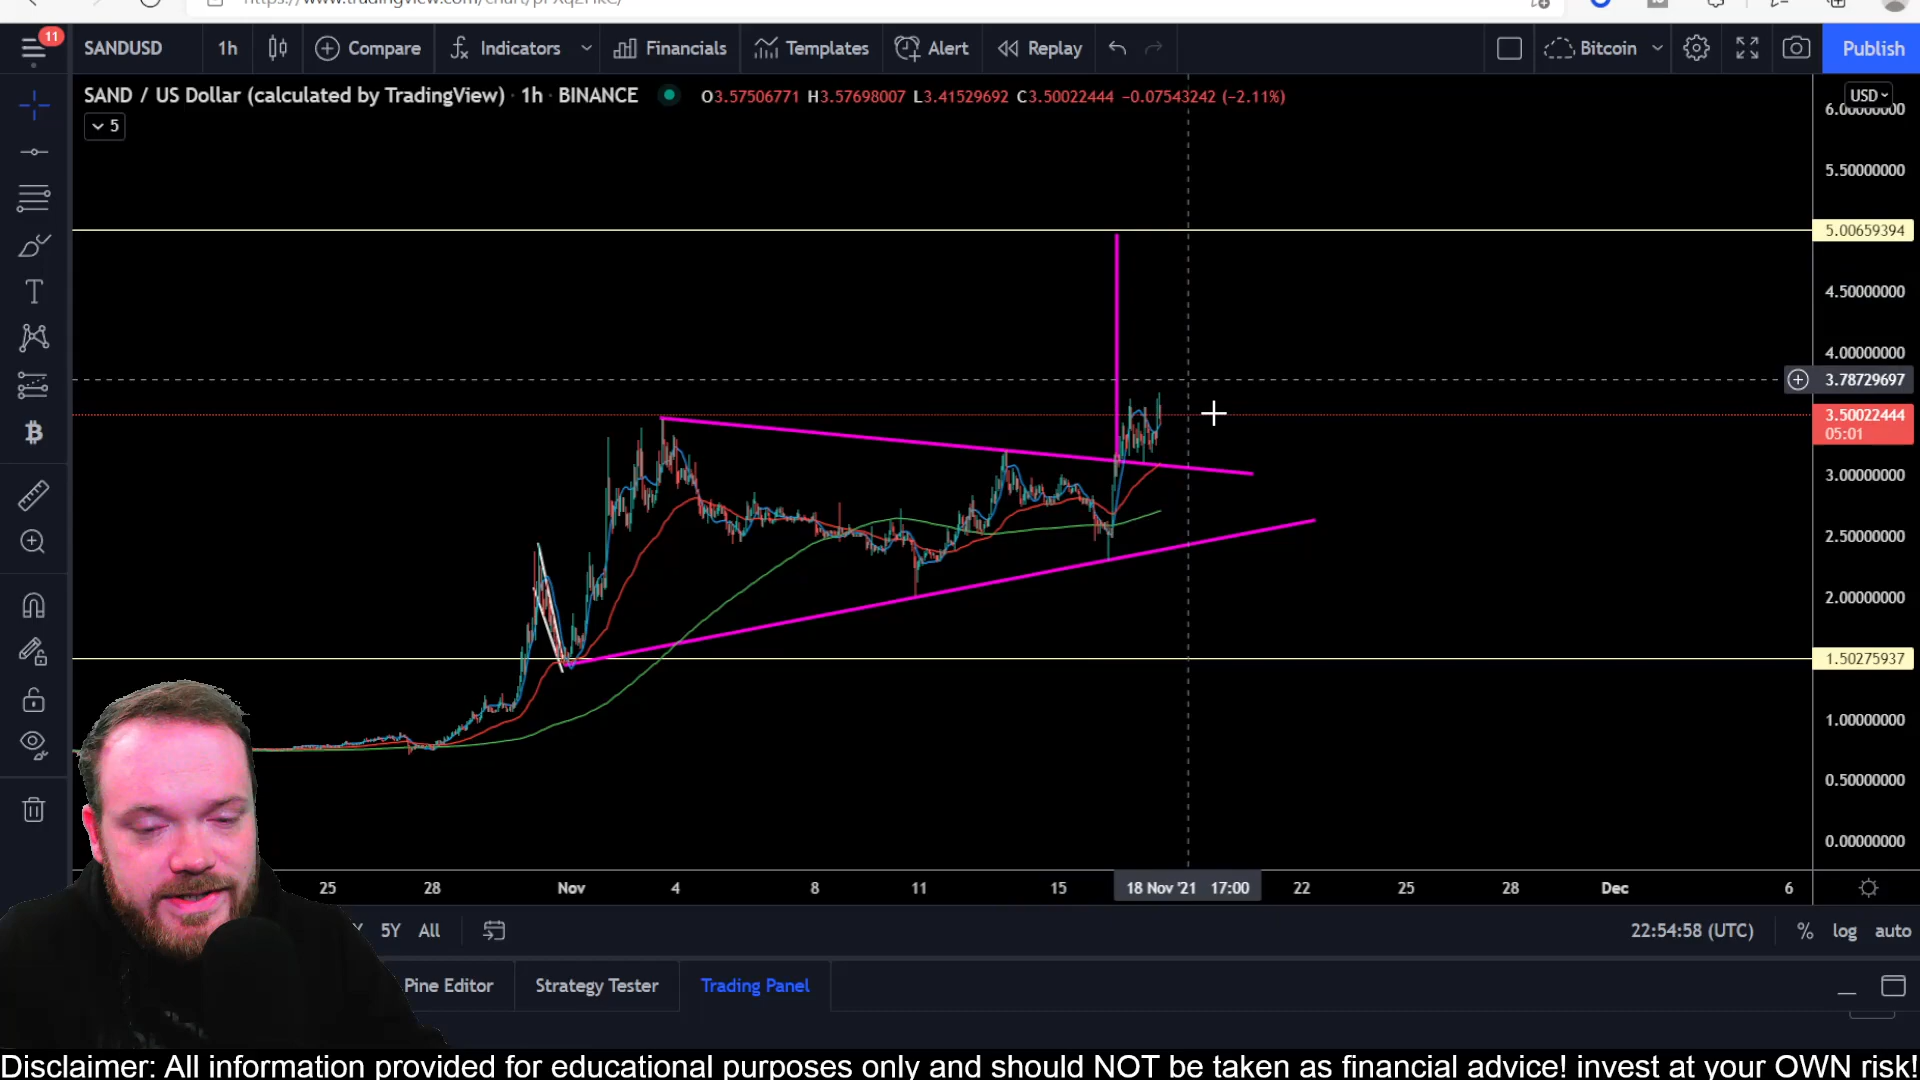 11
SANDUSD 1h Compare Indicators Financials Templates Alert Replay Bitcoin Publish
SAND / US Dollar (calculated by TradingView) · 1h · BINANCE O3.57506771 H3.57698007 L3.41529692 C3.50022444 −0.07543242 (−2.11%)
USD
5
5.50000000
5.00659394
4.50000000
4.00000000
3.78729697
3.50022444
05:01
3.00000000
2.50000000
2.00000000
1.50275937
1.00000000
0.50000000
0.00000000
25 28 Nov 4 8 11 15 18 Nov '21 17:00 22 25 28 Dec 6
5Y All 22:54:58 (UTC) % log auto
Pine Editor Strategy Tester Trading Panel
Disclaimer: All information provided for educational purposes only and should NOT be taken as financial advice! invest at your OWN risk!